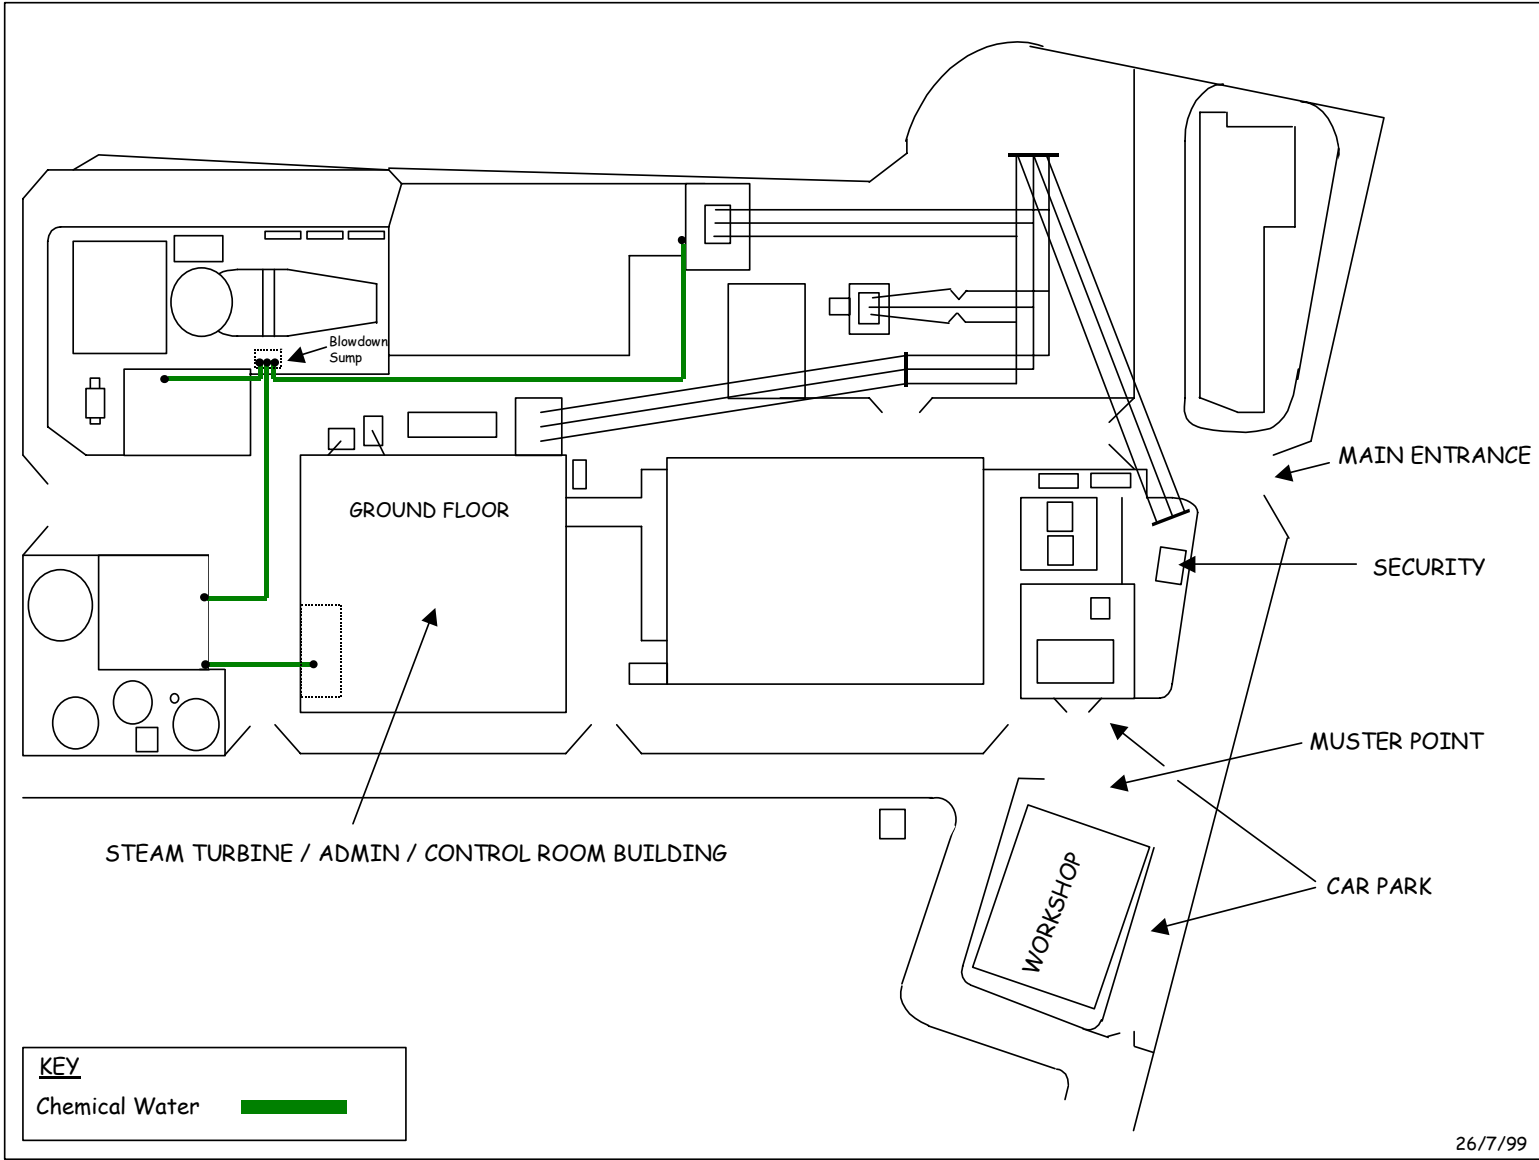 Blowdown
Sump
MAIN ENTRANCE
GROUND FLOOR
SECURITY
MUSTER POINT
STEAM TURBINE / ADMIN / CONTROL ROOM BUILDING
CAR PARK
WORKSHOP
KEY
Chemical Water
26/7/99